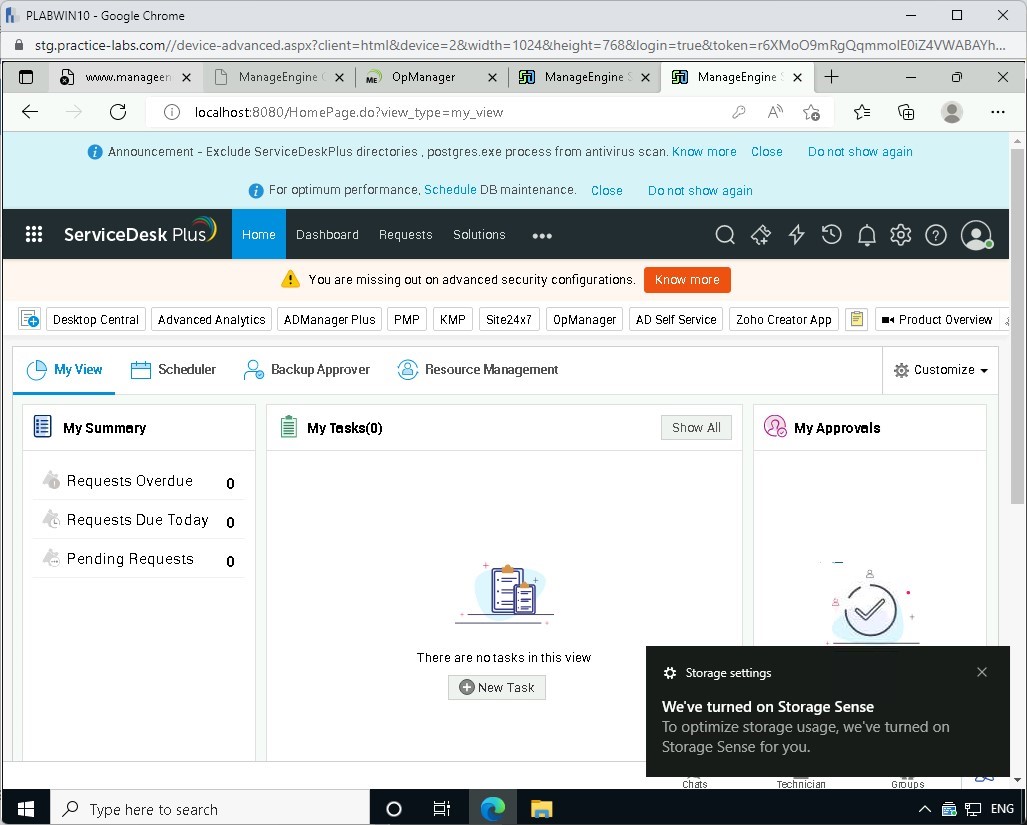 PLABWIN10 - Google Chrome
stg.practice-labs.com//device-advanced.aspx?client=html&device=2&width=1024&height=768&login=true&token=r6XMoO9mRgQqmmolE0iZ4VWABAYh...
www.manageen
ManageEngine
OpManager
ManageEngine
ManageEngine
localhost:8080/HomePage.do?view_type=my_view
Announcement - Exclude ServiceDeskPlus directories , postgres.exe process from antivirus scan. Know more Close Do not show again
For optimum performance, Schedule DB maintenance. Close Do not show again
ServiceDesk Plus Home Dashboard Requests Solutions
You are missing out on advanced security configurations. Know more
Desktop Central Advanced Analytics ADManager Plus PMP KMP Site24x7 OpManager AD Self Service Zoho Creator App Product Overview
My View Scheduler Backup Approver Resource Management Customize
My Summary My Tasks(0) Show All My Approvals
Requests Overdue 0
Requests Due Today 0
Pending Requests 0
There are no tasks in this view
New Task
Storage settings
We've turned on Storage Sense
To optimize storage usage, we've turned on
Storage Sense for you.
Chats Technician Groups
Type here to search ENG